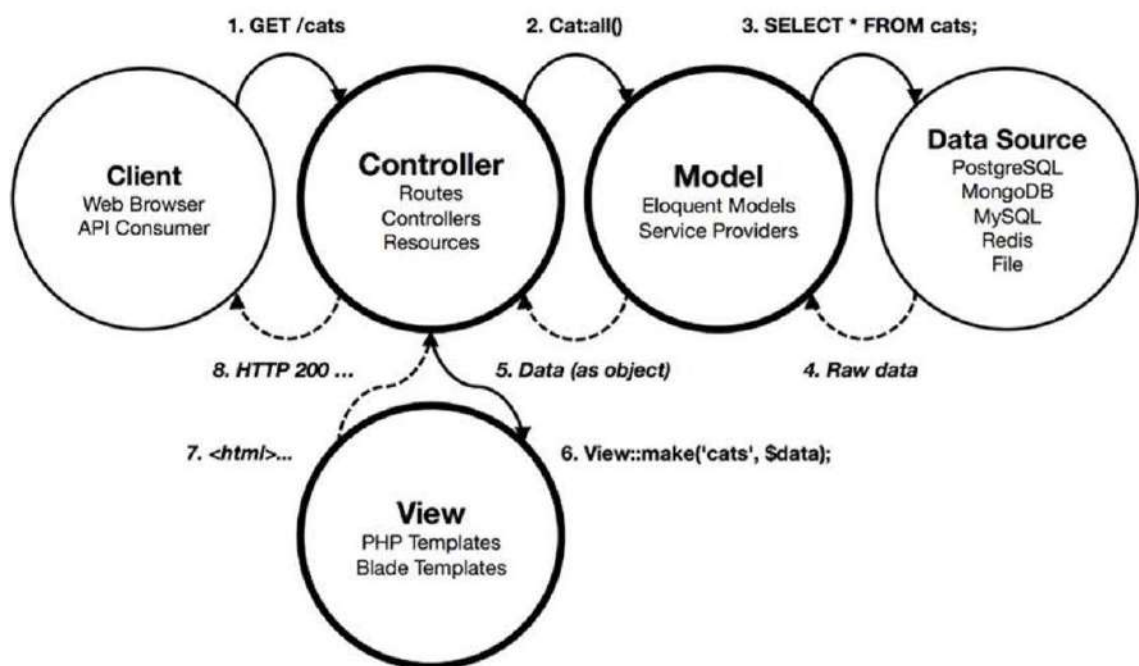 1. GET /cats
2. Cat:all()
3. SELECT * FROM cats;
Client
Web Browser
API Consumer
Controller
Routes
Controllers
Resources
Model
Eloquent Models
Service Providers
Data Source
PostgreSQL
MongoDB
MySQL
Redis
File
8. HTTP 200 ...
5. Data (as object)
4. Raw data
7. <html>...
6. View::make('cats', $data);
View
PHP Templates
Blade Templates